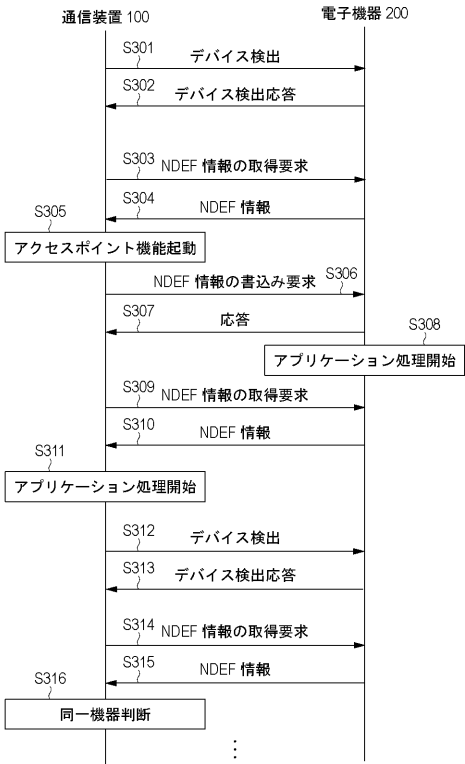 通信装置 100
電子機器 200
S301
デバイス検出
S302
デバイス検出応答
S303
NDEF 情報の取得要求
S304
NDEF 情報
S305
アクセスポイント機能起動
NDEF 情報の書込み要求
S306
S307
応答
S308
アプリケーション処理開始
S309
NDEF 情報の取得要求
S310
NDEF 情報
S311
アプリケーション処理開始
S312
デバイス検出
S313
デバイス検出応答
S314
NDEF 情報の取得要求
S315
NDEF 情報
S316
同一機器判断
⋮